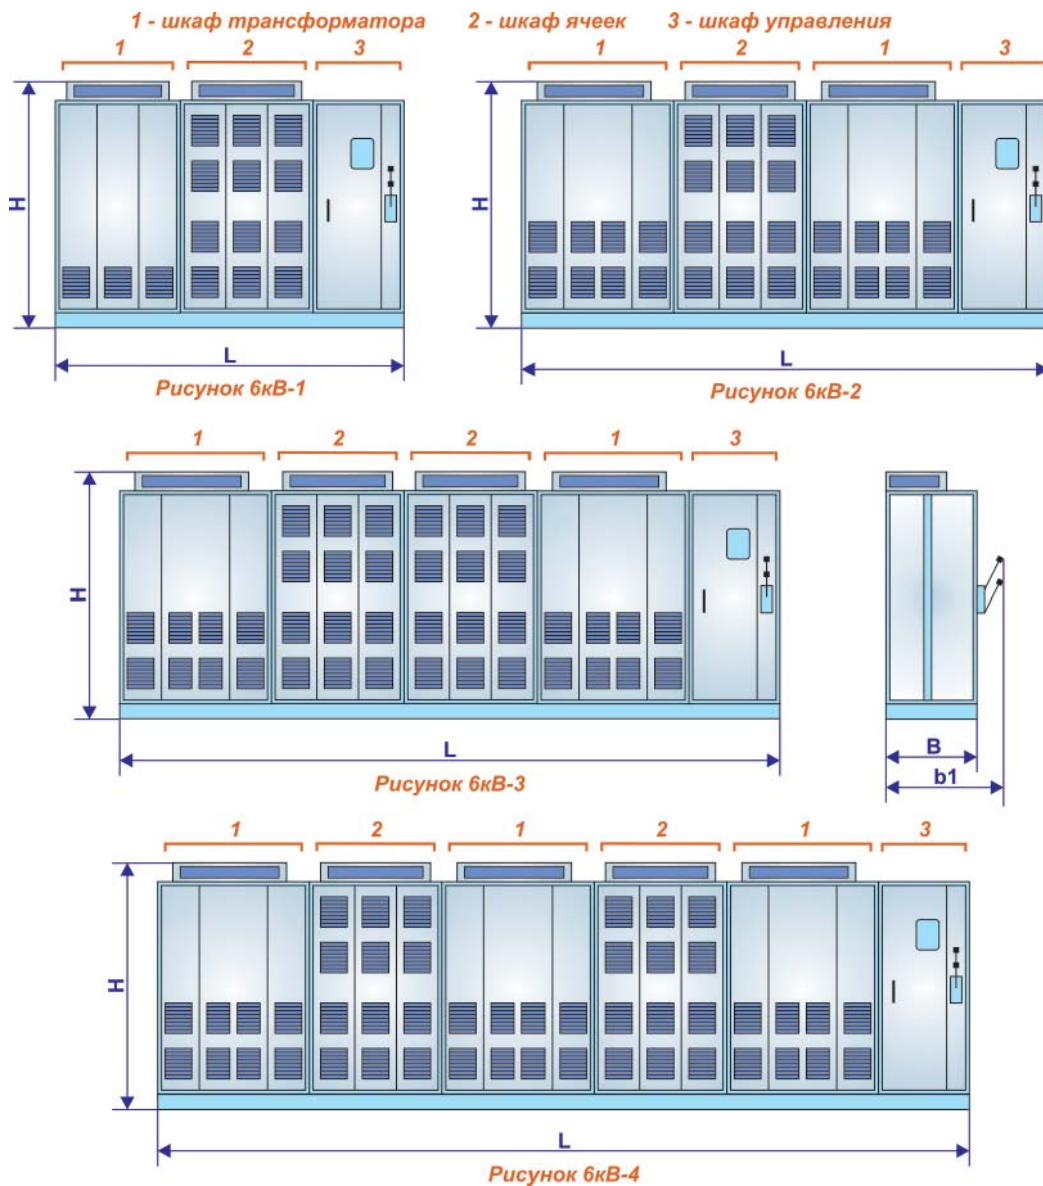 1 - шкаф трансформатора 2 - шкаф ячеек 3 - шкаф управления
1 2 3
1 2 1 3
H
H
L
L
Рисунок 6кВ-1
Рисунок 6кВ-2
1 2 2 1 3
H
L
B
b1
Рисунок 6кВ-3
1 2 1 2 1 3
H
L
Рисунок 6кВ-4